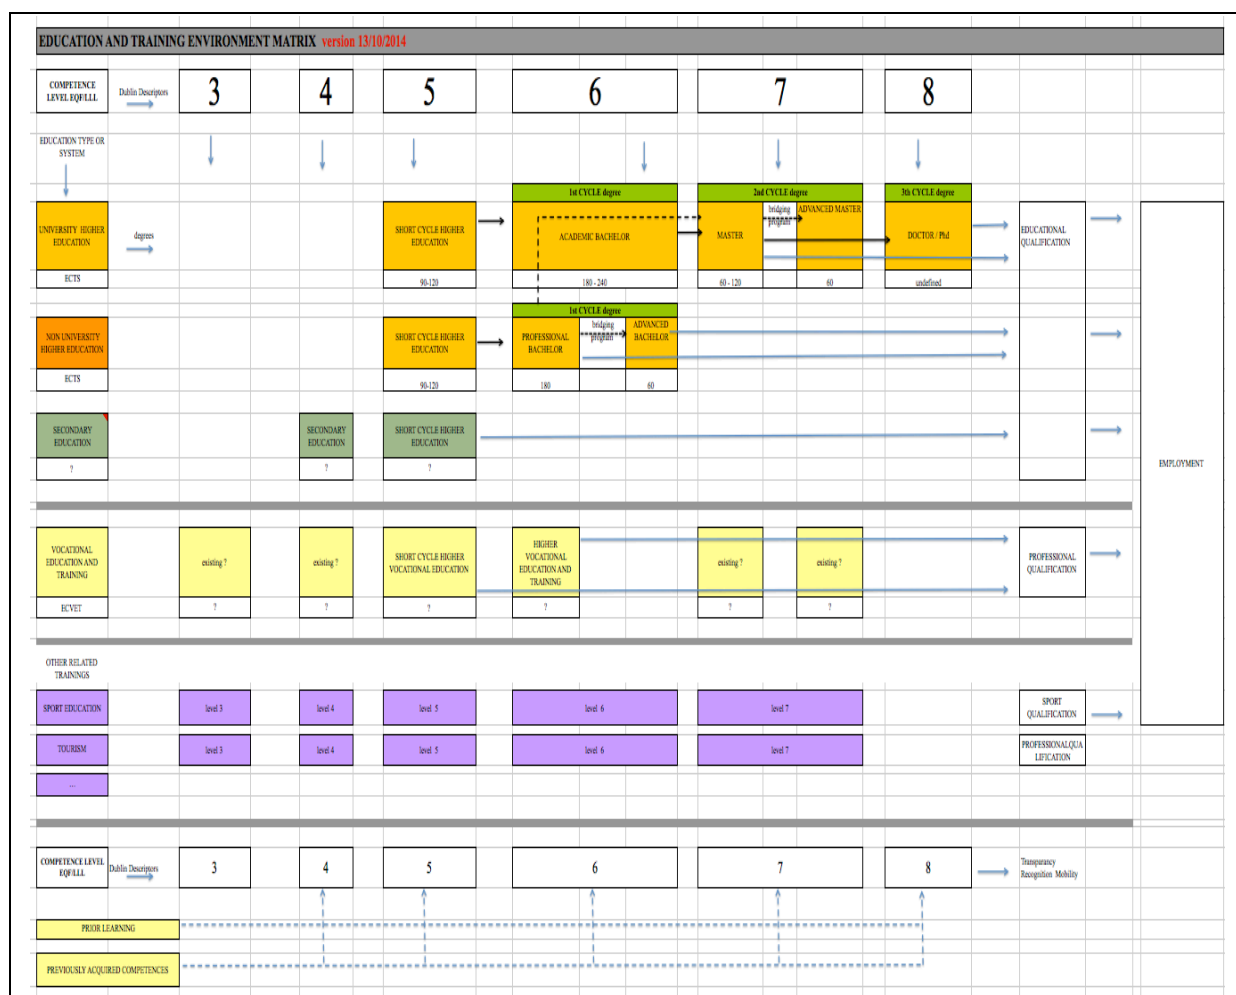 EDUCATION AND TRAINING ENVIRONMENT MATRIX version 13/10/2014
COMPETENCE
LEVEL EQF/LLL
Dublin Descriptors
3
4
5
6
7
8
EDUCATION TYPE OR
SYSTEM
1st CYCLE degree
2nd CYCLE degree
3th CYCLE degree
UNIVERSITY HIGHER
EDUCATION
degrees
SHORT CYCLE HIGHER
EDUCATION
ACADEMIC BACHELOR
MASTER
bridging
program
ADVANCED MASTER
DOCTOR / Phd
EDUCATIONAL
QUALIFICATION
ECTS
90-120
180 - 240
60 - 120
60
undefined
1st CYCLE degree
NON UNIVERSITY
HIGHER EDUCATION
SHORT CYCLE HIGHER
EDUCATION
PROFESSIONAL
BACHELOR
bridging
program
ADVANCED
BACHELOR
ECTS
90-120
180
60
SECONDARY
EDUCATION
SECONDARY
EDUCATION
SHORT CYCLE HIGHER
EDUCATION
?
?
?
EMPLOYMENT
VOCATIONAL
EDUCATION AND
TRAINING
existing ?
existing ?
SHORT CYCLE HIGHER
VOCATIONAL EDUCATION
HIGHER
VOCATIONAL
EDUCATION AND
TRAINING
existing ?
existing ?
PROFESSIONAL
QUALIFICATION
ECVET
?
?
?
?
?
?
OTHER RELATED
TRAININGS
SPORT EDUCATION
level 3
level 4
level 5
level 6
level 7
SPORT
QUALIFICATION
TOURISM
level 3
level 4
level 5
level 6
level 7
PROFESSIONALQUA
LIFICATION
...
COMPETENCE LEVEL
EQF/LLL
Dublin Descriptors
3
4
5
6
7
8
Transparancy
Recognition Mobility
PRIOR LEARNING
PREVIOUSLY ACQUIRED COMPETENCES